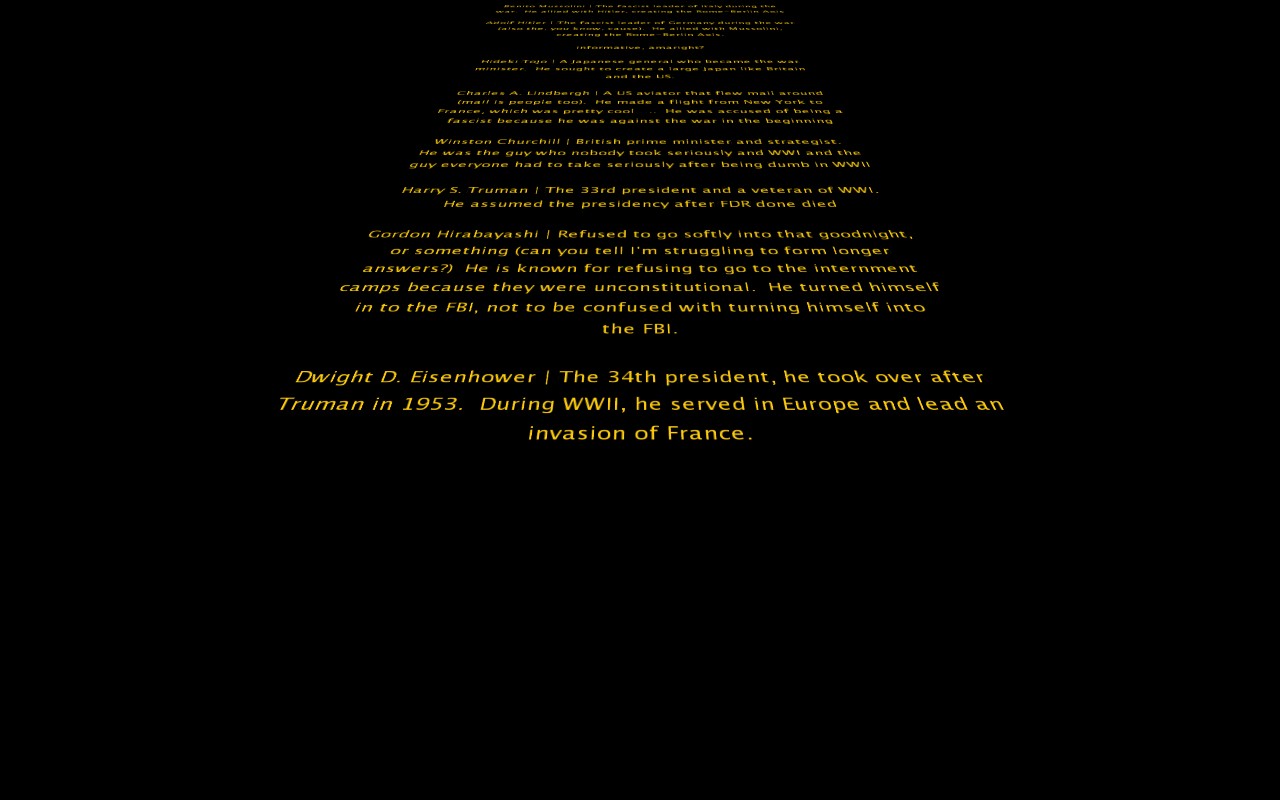 Benito Mussolini | The fascist leader of Italy during the
war.  He allied with Hitler, creating the Rome-Berlin Axis.
Adolf Hitler | The fascist leader of Germany during the war
(also the, you know, cause).  He allied with Mussolini;
creating the Rome-Berlin Axis.
informative, amaright?
Hideki Tojo | A Japanese general who became the war
minister.  He sought to create a large Japan like Britain
and the US.
Charles A. Lindbergh | A US aviator that flew mail around
(mail is people too).  He made a flight from New York to
France, which was pretty cool . . . He was accused of being a
fascist because he was against the war in the beginning
Winston Churchill | British prime minister and strategist.
He was the guy who nobody took seriously and WWI and the
guy everyone had to take seriously after being dumb in WWII
Harry S. Truman | The 33rd president and a veteran of WWI.
He assumed the presidency after FDR done died
Gordon Hirabayashi | Refused to go softly into that goodnight,
or something (can you tell I'm struggling to form longer
answers?)  He is known for refusing to go to the internment
camps because they were unconstitutional.  He turned himself
in to the FBI, not to be confused with turning himself into
the FBI.
Dwight D. Eisenhower | The 34th president, he took over after
Truman in 1953.  During WWII, he served in Europe and lead an
invasion of France.